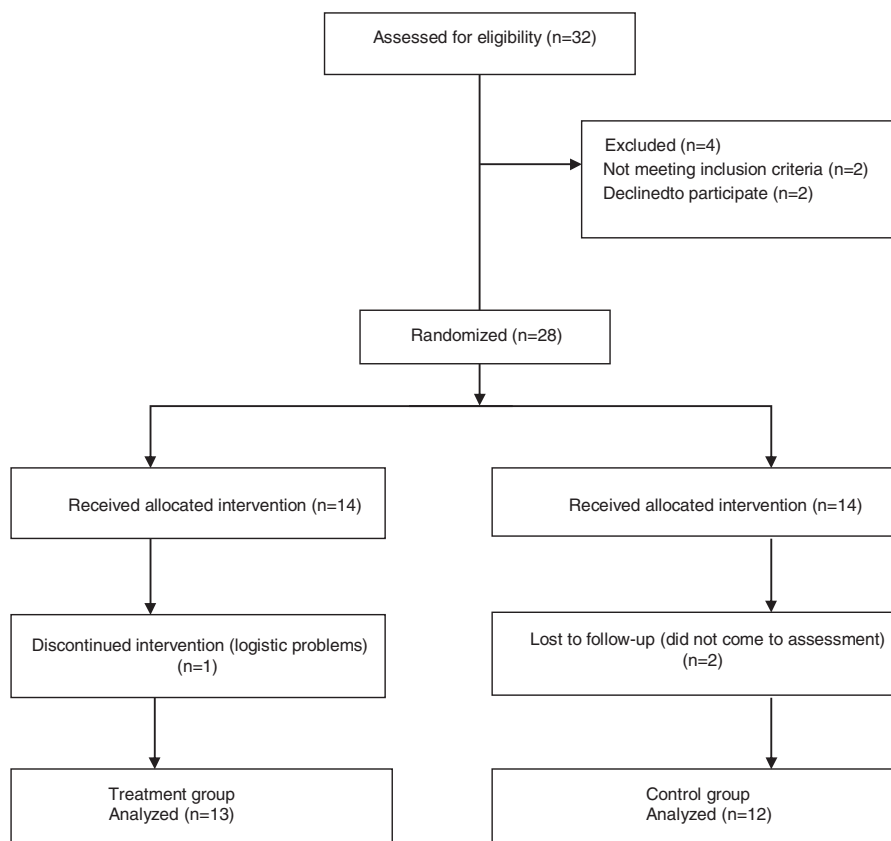 Assessed for eligibility (n=32)
Excluded (n=4)
Not meeting inclusion criteria (n=2)
Declinedto participate (n=2)
Randomized (n=28)
Received allocated intervention (n=14)
Received allocated intervention (n=14)
Discontinued intervention (logistic problems)
(n=1)
Lost to follow-up (did not come to assessment)
(n=2)
Treatment group
Analyzed (n=13)
Control group
Analyzed (n=12)